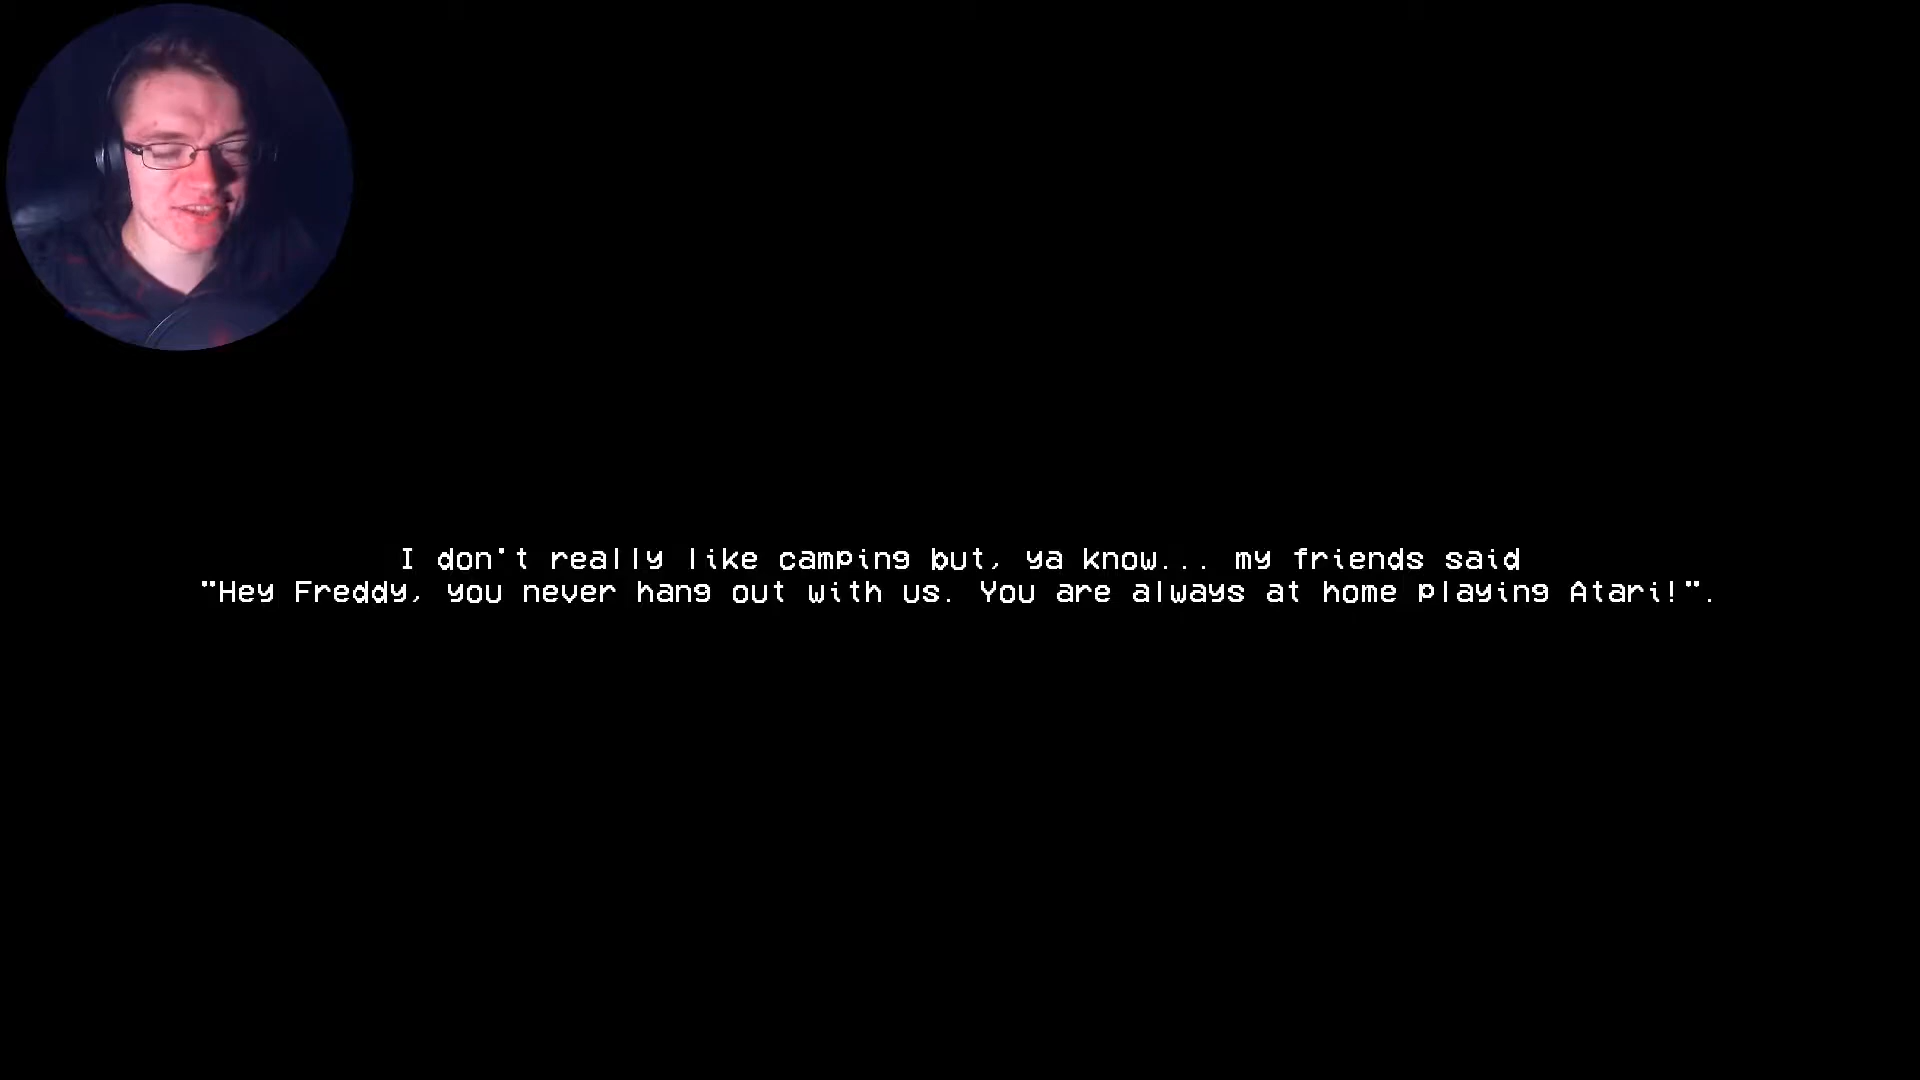 I don't really like camping but, ya know... my friends said
"Hey Freddy, you never hang out with us. You are always at home playing Atari!".